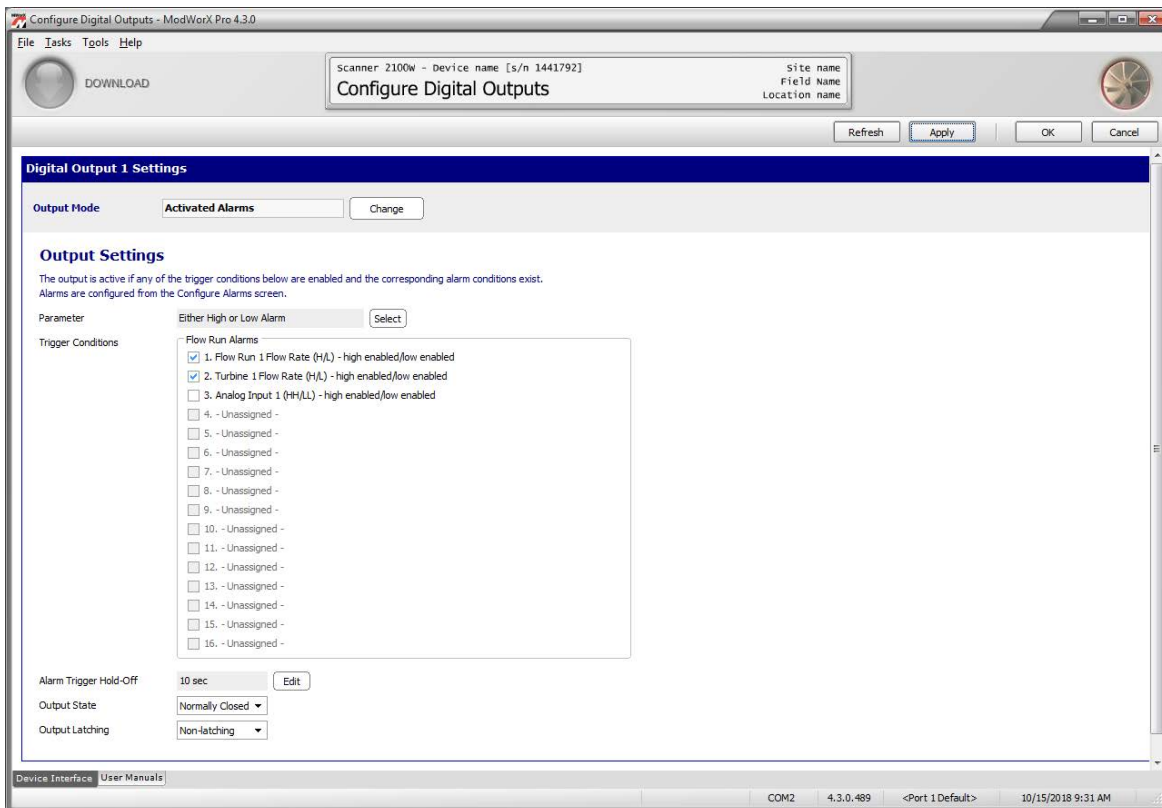 Configure Digital Outputs - ModWorX Pro 4.3.0
File Tasks Tools Help
DOWNLOAD
Scanner 2100W - Device name [s/n 1441792]
Configure Digital Outputs
Site name
Field Name
Location name
Refresh Apply OK Cancel
Digital Output 1 Settings
Output Mode Activated Alarms Change
Output Settings
The output is active if any of the trigger conditions below are enabled and the corresponding alarm conditions exist.
Alarms are configured from the Configure Alarms screen.
Parameter Either High or Low Alarm Select
Trigger Conditions Flow Run Alarms
1. Flow Run 1 Flow Rate (H/L) - high enabled/low enabled
2. Turbine 1 Flow Rate (H/L) - high enabled/low enabled
3. Analog Input 1 (HH/LL) - high enabled/low enabled
4. - Unassigned -
5. - Unassigned -
6. - Unassigned -
7. - Unassigned -
8. - Unassigned -
9. - Unassigned -
10. - Unassigned -
11. - Unassigned -
12. - Unassigned -
13. - Unassigned -
14. - Unassigned -
15. - Unassigned -
16. - Unassigned -
Alarm Trigger Hold-Off 10 sec Edit
Output State Normally Closed
Output Latching Non-latching
Device Interface User Manuals
COM2 4.3.0.489 <Port 1 Default> 10/15/2018 9:31 AM